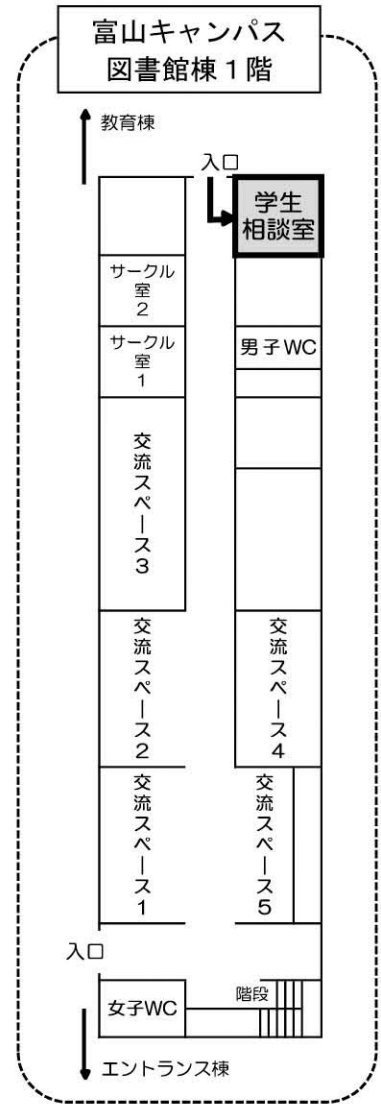 富山キャンパス
図書館棟1階
教育棟
入口
学生
相談室
サークル
室
2
サークル
室
1
男子WC
交流スペース3
交流スペース2
交流スペース4
交流スペース1
交流スペース5
入口
女子WC
階段
エントランス棟